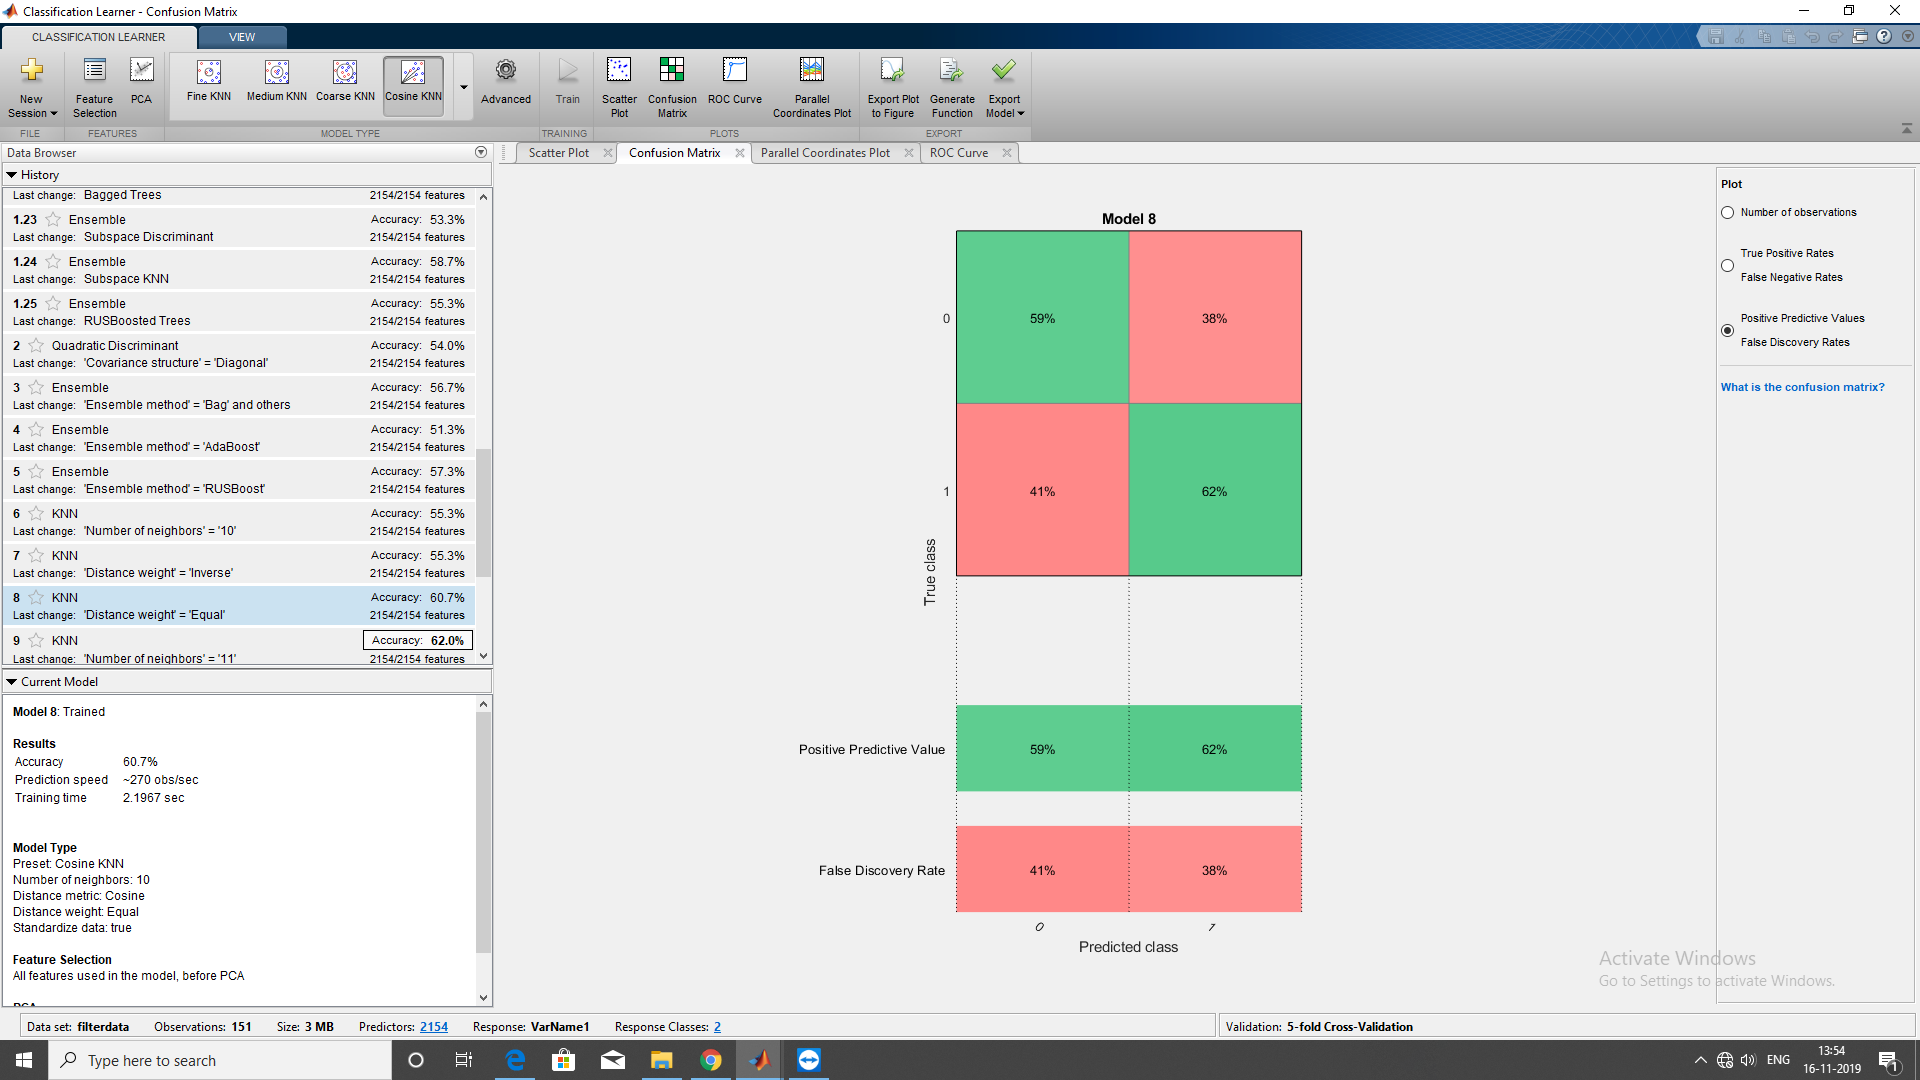 Classification Learner - Confusion Matrix
CLASSIFICATION LEARNER
VIEW
New Session
Feature Selection
PCA
Fine KNN
Medium KNN
Coarse KNN
Cosine KNN
Advanced
Train
Scatter Plot
Confusion Matrix
ROC Curve
Parallel Coordinates Plot
Export Plot to Figure
Generate Function
Export Model
FILE
FEATURES
MODEL TYPE
TRAINING
PLOTS
EXPORT
Data Browser
History
Last change: Bagged Trees 2154/2154 features
1.23 Ensemble Accuracy: 53.3%
Last change: Subspace Discriminant 2154/2154 features
1.24 Ensemble Accuracy: 58.7%
Last change: Subspace KNN 2154/2154 features
1.25 Ensemble Accuracy: 55.3%
Last change: RUSBoosted Trees 2154/2154 features
2 Quadratic Discriminant Accuracy: 54.0%
Last change: 'Covariance structure' = 'Diagonal' 2154/2154 features
3 Ensemble Accuracy: 56.7%
Last change: 'Ensemble method' = 'Bag' and others 2154/2154 features
4 Ensemble Accuracy: 51.3%
Last change: 'Ensemble method' = 'AdaBoost' 2154/2154 features
5 Ensemble Accuracy: 57.3%
Last change: 'Ensemble method' = 'RUSBoost' 2154/2154 features
6 KNN Accuracy: 55.3%
Last change: 'Number of neighbors' = '10' 2154/2154 features
7 KNN Accuracy: 55.3%
Last change: 'Distance weight' = 'Inverse' 2154/2154 features
8 KNN Accuracy: 60.7%
Last change: 'Distance weight' = 'Equal' 2154/2154 features
9 KNN Accuracy: 62.0%
Last change: 'Number of neighbors' = '11' 2154/2154 features
Current Model
Model 8: Trained
Results
Accuracy 60.7%
Prediction speed ~270 obs/sec
Training time 2.1967 sec
Model Type
Preset: Cosine KNN
Number of neighbors: 10
Distance metric: Cosine
Distance weight: Equal
Standardize data: true
Feature Selection
All features used in the model, before PCA
PCA
Scatter Plot
Confusion Matrix
Parallel Coordinates Plot
ROC Curve
Model 8
0
59%
38%
1
41%
62%
True class
Positive Predictive Value
59%
62%
False Discovery Rate
41%
38%
0
1
Predicted class
Plot
Number of observations
True Positive Rates
False Negative Rates
Positive Predictive Values
False Discovery Rates
What is the confusion matrix?
Activate Windows
Go to Settings to activate Windows.
Data set: filterdata Observations: 151 Size: 3 MB Predictors: 2154 Response: VarName1 Response Classes: 2
Validation: 5-fold Cross-Validation
Type here to search
ENG
13:54
16-11-2019
1